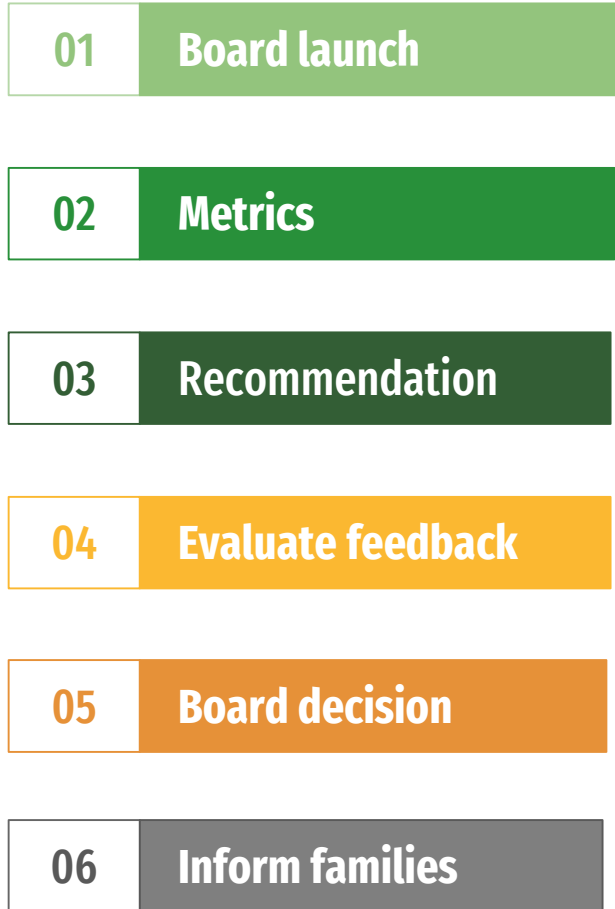 01 Board launch
02 Metrics
03 Recommendation
04 Evaluate feedback
05 Board decision
06 Inform families